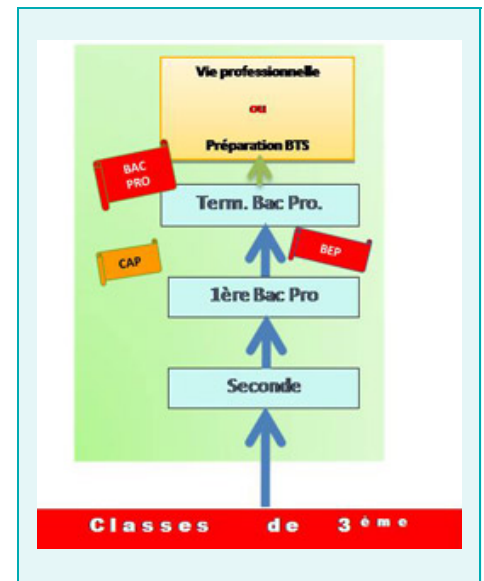 Vie professionnelle
ou
Préparation BTS
BAC
PRO
Term. Bac Pro.
BEP
CAP
1ère Bac Pro
Seconde
Classes de 3ème